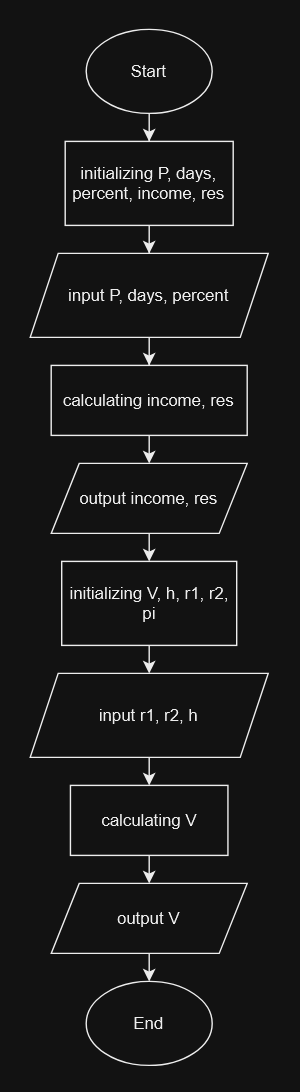 Start
initializing P, days,
percent, income, res
input P, days, percent
calculating income, res
output income, res
initializing V, h, r1, r2,
pi
input r1, r2, h
calculating V
output V
End